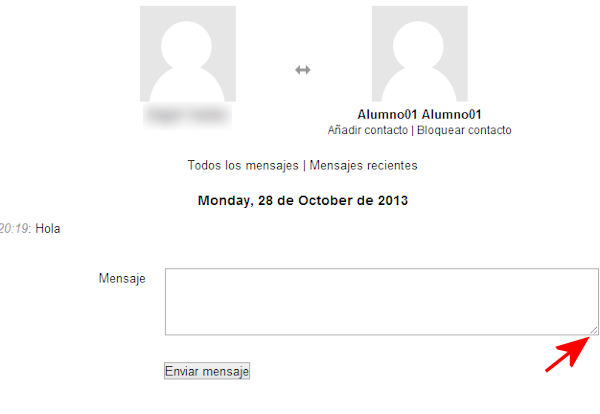 Alumno01 Alumno01
Añadir contacto | Bloquear contacto
Todos los mensajes | Mensajes recientes
Monday, 28 de October de 2013
20:19: Hola
Mensaje
Enviar mensaje